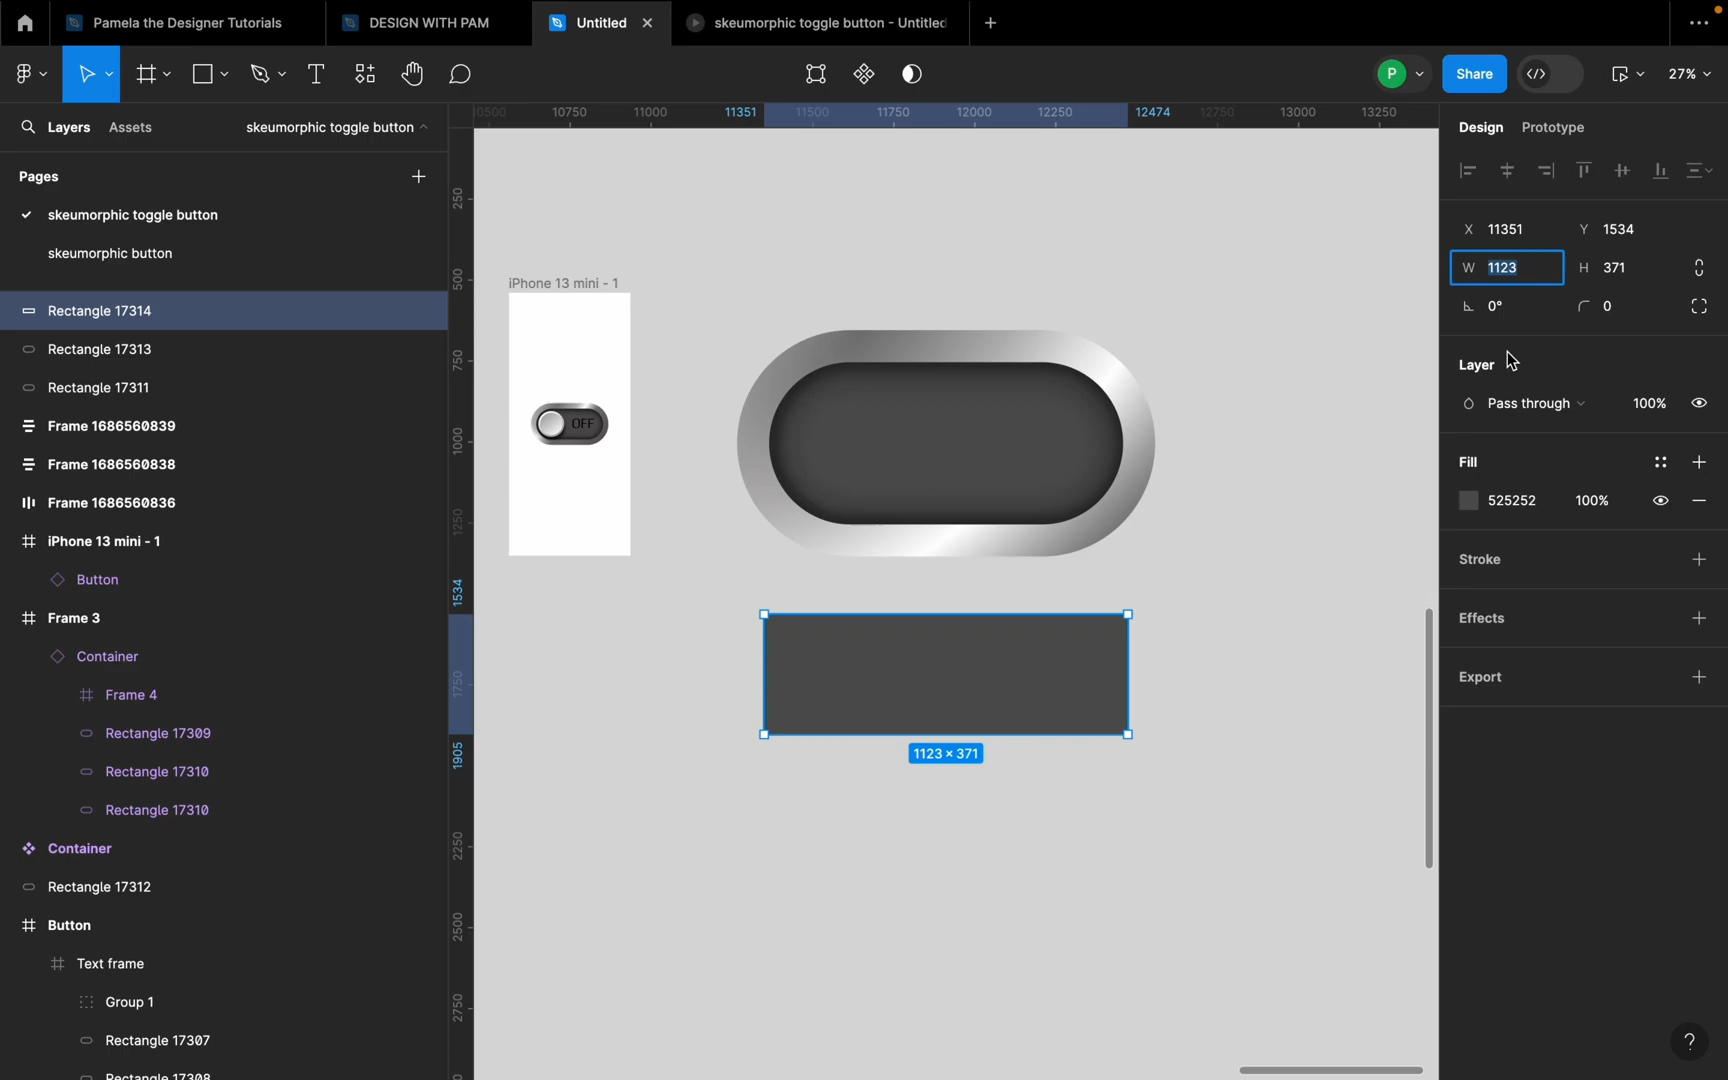 Pamela the Designer Tutorials
DESIGN WITH PAM
Untitled
skeumorphic toggle button - Untitled
P
Share
27%
Layers
Assets
skeumorphic toggle button
Pages
skeumorphic toggle button
skeumorphic button
Rectangle 17314
Rectangle 17313
Rectangle 17311
Frame 1686560839
Frame 1686560838
Frame 1686560836
iPhone 13 mini - 1
Button
Frame 3
Container
Frame 4
Rectangle 17309
Rectangle 17310
Rectangle 17310
Container
Rectangle 17312
Button
Text frame
Group 1
Rectangle 17307
Rectangle 17308
10500 10750 11000 11351 11500 11750 12000 12250 12474 12750 13000 13250
250
500
750
1000
1250
1534
1750
1905
2250
2500
2750
iPhone 13 mini - 1
OFF
1123 × 371
Design
Prototype
X 11351 Y 1534
W 1123 H 371
0° 0
Layer
Pass through 100%
Fill
525252 100%
Stroke
Effects
Export
?